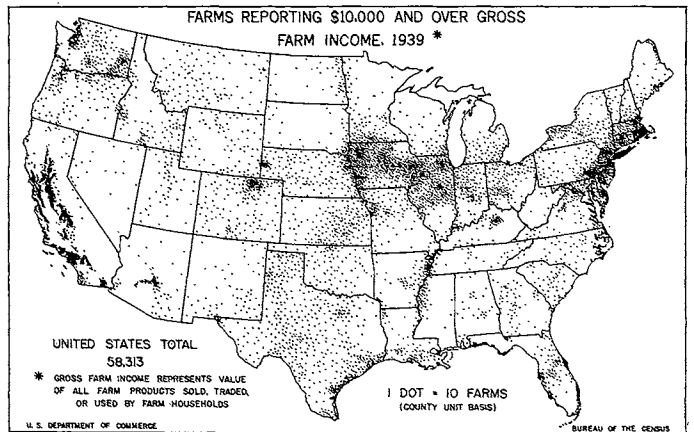 FARMS REPORTING $10,000 AND OVER GROSS
FARM INCOME, 1939 *
UNITED STATES TOTAL
58,313
* GROSS FARM INCOME REPRESENTS VALUE
OF ALL FARM PRODUCTS SOLD, TRADED,
OR USED BY FARM HOUSEHOLDS
1 DOT = 10 FARMS
(COUNTY UNIT BASIS)
U. S. DEPARTMENT OF COMMERCE
BUREAU OF THE CENSUS